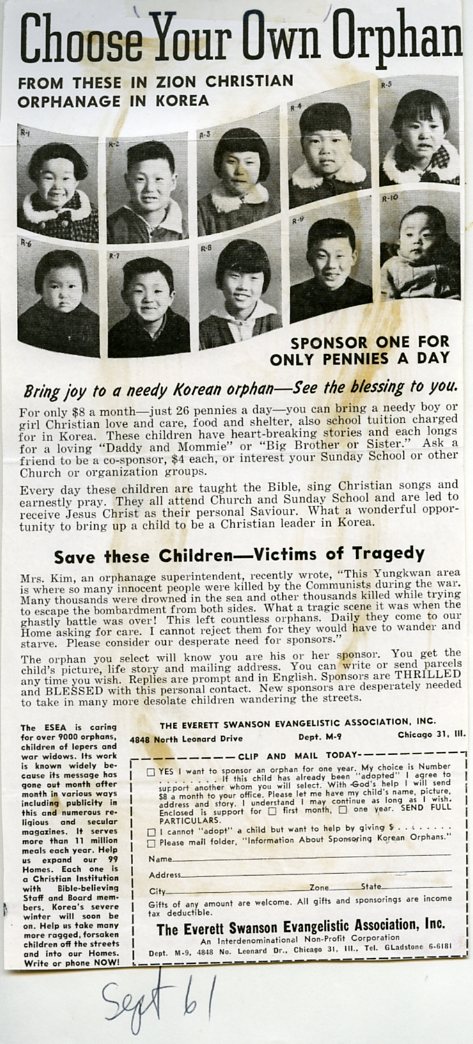 Choose Your Own Orphan
FROM THESE IN ZION CHRISTIAN
ORPHANAGE IN KOREA
R-1
R-2
R-3
R-4
R-5
R-6
R-7
R-8
R-9
R-10
SPONSOR ONE FOR
ONLY PENNIES A DAY
Bring joy to a needy Korean orphan—See the blessing to you.
For only $8 a month—just 26 pennies a day—you can bring a needy boy or
girl Christian love and care, food and shelter, also school tuition charged
for in Korea. These children have heart-breaking stories and each longs
for a loving "Daddy and Mommie" or "Big Brother or Sister." Ask a
friend to be a co-sponsor, $4 each, or interest your Sunday School or other
Church or organization groups.
Every day these children are taught the Bible, sing Christian songs and
earnestly pray. They all attend Church and Sunday School and are led to
receive Jesus Christ as their personal Saviour. What a wonderful oppor-
tunity to bring up a child to be a Christian leader in Korea.
Save these Children—Victims of Tragedy
Mrs. Kim, an orphanage superintendent, recently wrote, "This Yungkwan area
is where so many innocent people were killed by the Communists during the war.
Many thousands were drowned in the sea and other thousands killed while trying
to escape the bombardment from both sides. What a tragic scene it was when the
ghastly battle was over! This left countless orphans. Daily they come to our
Home asking for care. I cannot reject them for they would have to wander and
starve. Please consider our desperate need for sponsors."
The orphan you select will know you are his or her sponsor. You get the
child's picture, life story and mailing address. You can write or send parcels
any time you wish. Replies are prompt and in English. Sponsors are THRILLED
and BLESSED with this personal contact. New sponsors are desperately needed
to take in many more desolate children wandering the streets.
The ESEA is caring
for over 9000 orphans,
children of lepers and
war widows. Its work
is known widely be-
cause its message has
gone out month after
month in various ways
including publicity in
this and numerous re-
ligious and secular
magazines. It serves
more than 11 million
meals each year. Help
us expand our 99
Homes. Each one is
a Christian Institution
with Bible-believing
Staff and Board mem-
bers. Korea's severe
winter will soon be
on. Help us take many
more ragged, forsaken
children off the streets
and into our Homes.
Write or phone NOW!
THE EVERETT SWANSON EVANGELISTIC ASSOCIATION, INC.
4848 North Leonard Drive Dept. M-9 Chicago 31, Ill.
CLIP AND MAIL TODAY
YES I want to sponsor an orphan for one year. My choice is Number
........ If this child has already been "adopted" I agree to
support another whom you will select. With God's help I will send
$8 a month to your office. Please let me have my child's name, picture,
address and story. I understand I may continue as long as I wish.
Enclosed is support for first month, one year. SEND FULL
PARTICULARS.
I cannot "adopt" a child but want to help by giving $ ........
Please mail folder, "Information About Sponsoring Korean Orphans."
Name
Address
City Zone State
Gifts of any amount are welcome. All gifts and sponsorings are income
tax deductible.
The Everett Swanson Evangelistic Association, Inc.
An Interdenominational Non-Profit Corporation
Dept. M-9, 4848 No. Leonard Dr., Chicago 31, Ill., Tel. GLadstone 6-6181
Sept 61